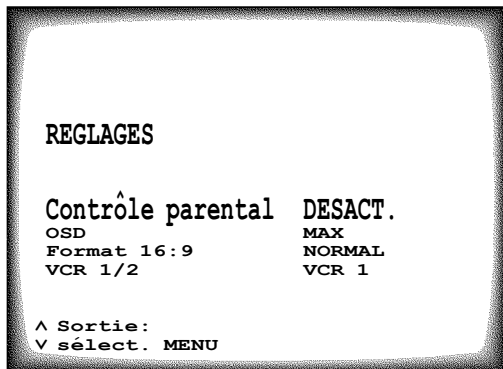 REGLAGES
Contrôle parental DESACT.
OSD MAX
Format 16:9 NORMAL
VCR 1/2 VCR 1
∧ Sortie:
∨ sélect. MENU